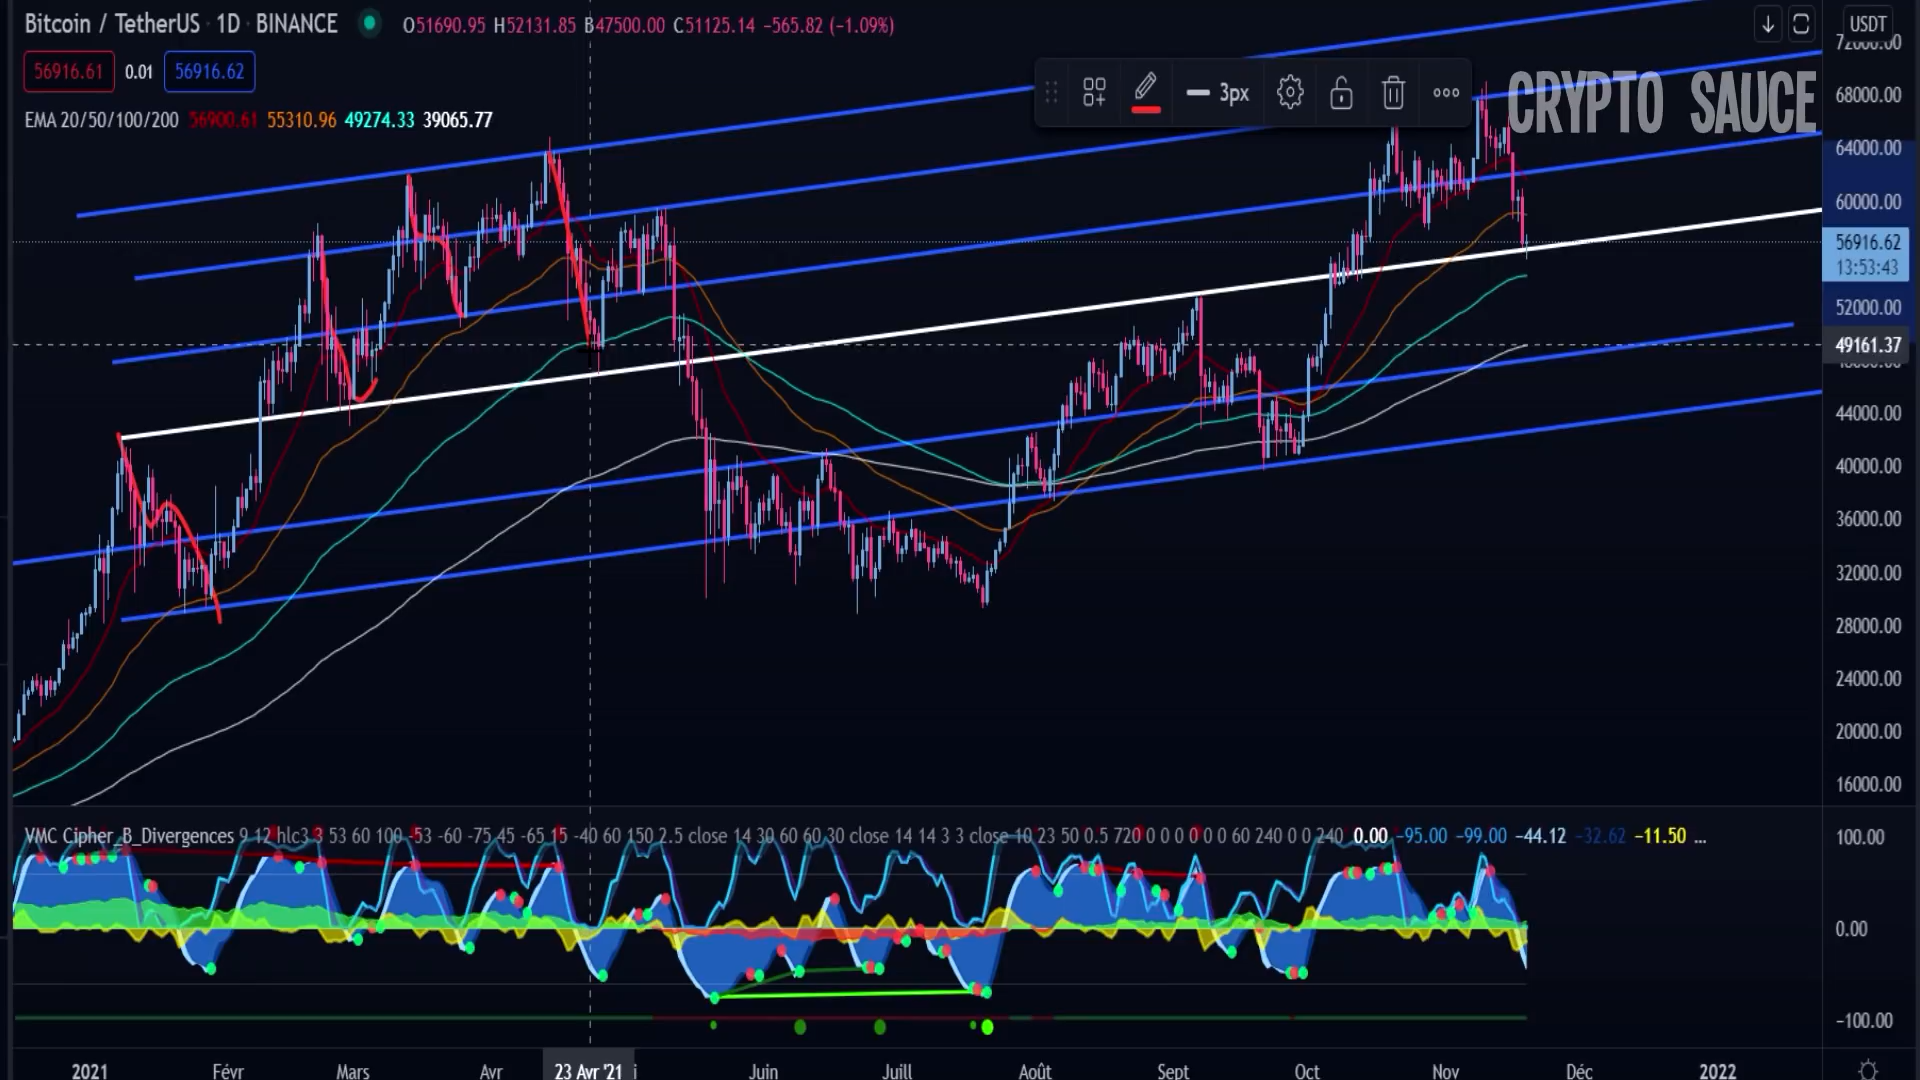 Bitcoin / TetherUS · 1D · BINANCE O51690.95 H52131.85 B47500.00 C51125.14 −565.82 (−1.09%)
USDT
72000.00
56916.61 0.01 56916.62
3px
CRYPTO SAUCE
68000.00
EMA 20/50/100/200 56900.61 55310.96 49274.33 39065.77
64000.00
60000.00
56916.62
13:53:43
52000.00
49161.37
44000.00
40000.00
36000.00
32000.00
28000.00
24000.00
20000.00
16000.00
VMC Cipher_B_Divergences 9 12 hlc3 3 53 60 100 -53 -60 -75 45 -65 15 -40 60 150 2.5 close 14 30 60 60 30 close 14 14 3 3 close 10 23 50 0.5 720 0 0 0 0 0 60 240 0 0 240 0.00 −95.00 −99.00 −44.12 −32.62 −11.50 ...
100.00
0.00
−100.00
2021 Févr Mars Avr 23 Avr '21 Juin Juill Août Sept Oct Nov Déc 2022